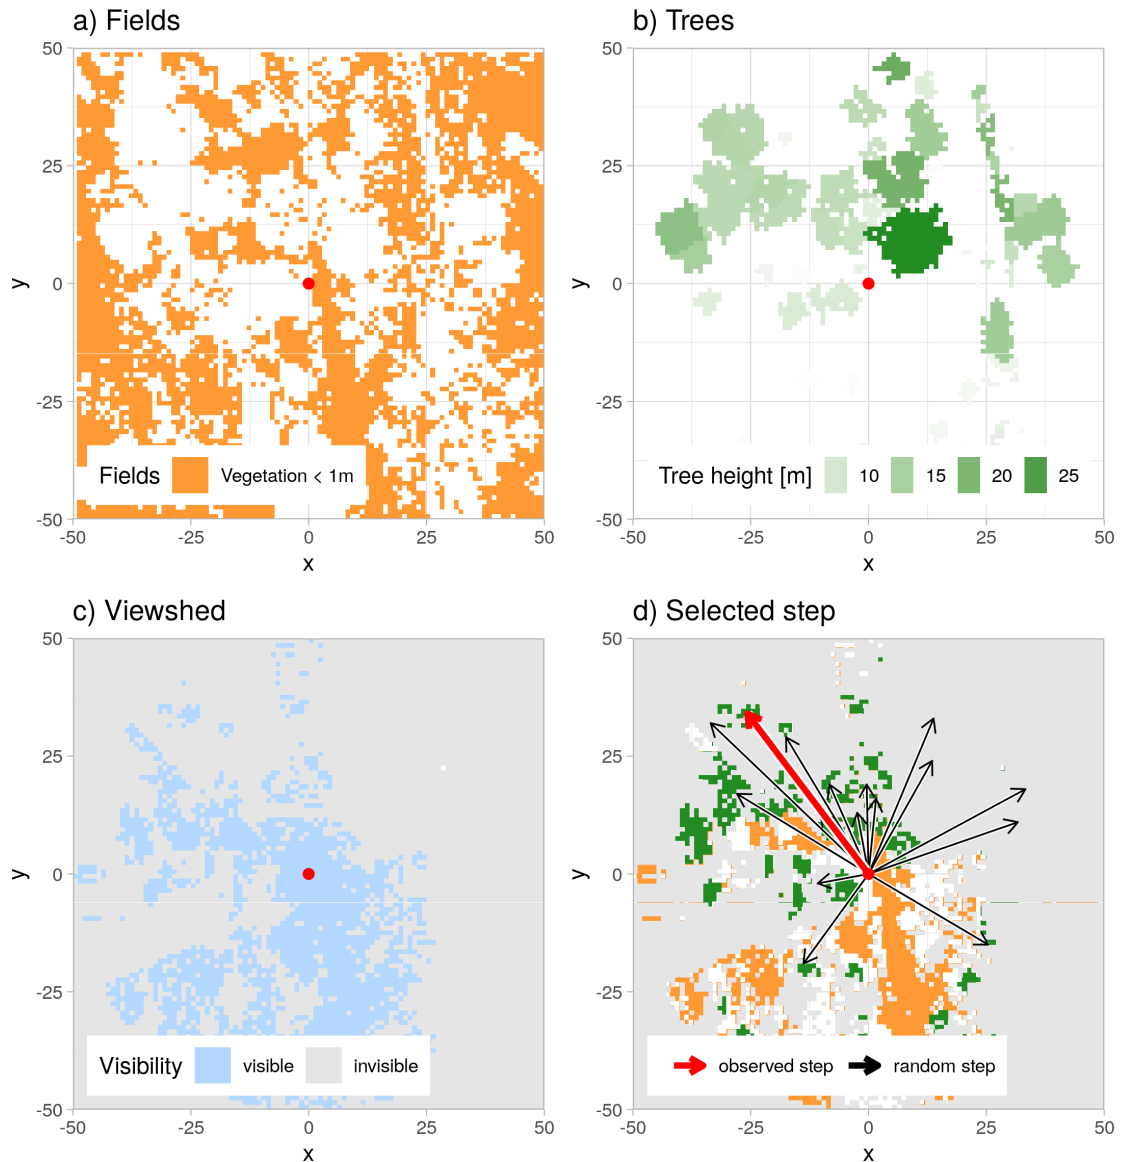 a) Fields
b) Trees
50
25
0
-25
-50
y
-50
-25
0
25
50
x
Fields
Vegetation < 1m
50
25
0
-25
-50
y
-50
-25
0
25
50
x
Tree height [m]
10
15
20
25
c) Viewshed
d) Selected step
50
25
0
-25
-50
y
-50
-25
0
25
50
x
Visibility
visible
invisible
50
25
0
-25
-50
y
-50
-25
0
25
50
x
observed step
random step